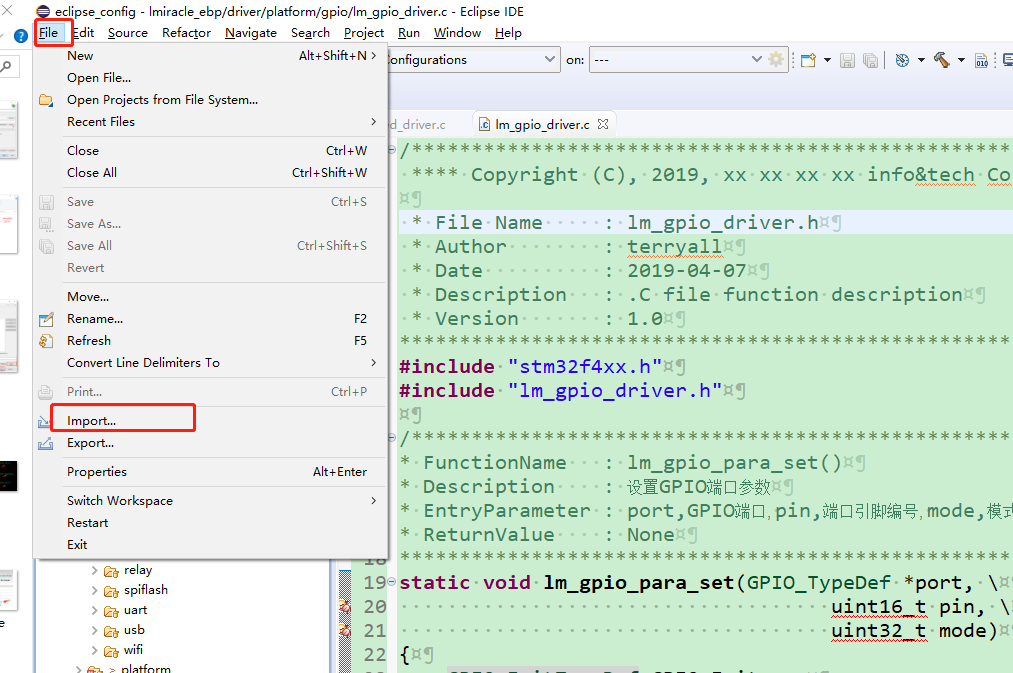 eclipse_config - lmiracle_ebp/driver/platform/gpio/lm_gpio_driver.c - Eclipse IDE
File Edit Source Refactor Navigate Search Project Run Window Help
New Alt+Shift+N
Open File...
Open Projects from File System...
Recent Files
Close Ctrl+W
Close All Ctrl+Shift+W
Save Ctrl+S
Save As...
Save All Ctrl+Shift+S
Revert
Move...
Rename... F2
Refresh F5
Convert Line Delimiters To
Print... Ctrl+P
Import...
Export...
Properties Alt+Enter
Switch Workspace
Restart
Exit
relay
spiflash
uart
usb
wifi
> platform
onfigurations on: ---
d_driver.c lm_gpio_driver.c
/**************************************************
**** Copyright (C), 2019, xx xx xx xx info&tech Co
* File Name : lm_gpio_driver.h
* Author : terryall
* Date : 2019-04-07
* Description : .C file function description
* Version : 1.0
***************************************************
#include "stm32f4xx.h"
#include "lm_gpio_driver.h"
/**************************************************
* FunctionName : lm_gpio_para_set()
* Description : 设置GPIO端口参数
* EntryParameter : port,GPIO端口,pin,端口引脚编号,mode,模式
* ReturnValue : None
***************************************************
19 static void lm_gpio_para_set(GPIO_TypeDef *port, \
20 uint16_t pin, \
21 uint32_t mode)
22 {